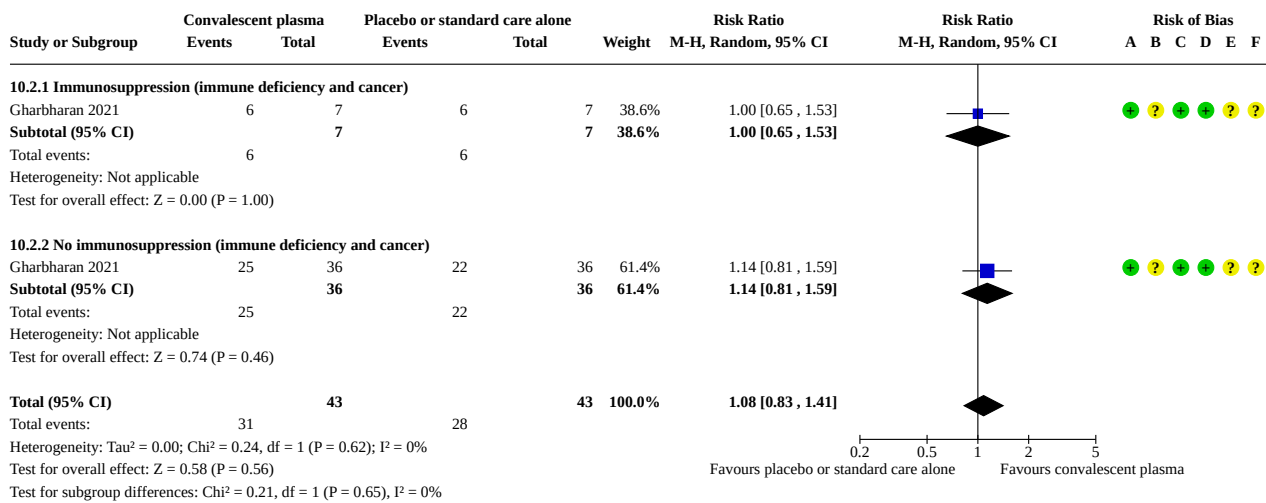 Convalescent plasma Placebo or standard care alone Risk Ratio Risk Ratio Risk of Bias
Study or Subgroup Events Total Events Total Weight M-H, Random, 95% CI M-H, Random, 95% CI A B C D E F
10.2.1 Immunosuppression (immune deficiency and cancer)
Gharbharan 2021 6 7 6 7 38.6% 1.00 [0.65 , 1.53] + ? + + ? ?
Subtotal (95% CI) 7 7 38.6% 1.00 [0.65 , 1.53]
Total events: 6 6
Heterogeneity: Not applicable
Test for overall effect: Z = 0.00 (P = 1.00)
10.2.2 No immunosuppression (immune deficiency and cancer)
Gharbharan 2021 25 36 22 36 61.4% 1.14 [0.81 , 1.59] + ? + + ? ?
Subtotal (95% CI) 36 36 61.4% 1.14 [0.81 , 1.59]
Total events: 25 22
Heterogeneity: Not applicable
Test for overall effect: Z = 0.74 (P = 0.46)
Total (95% CI) 43 43 100.0% 1.08 [0.83 , 1.41]
Total events: 31 28
Heterogeneity: Tau² = 0.00; Chi² = 0.24, df = 1 (P = 0.62); I² = 0%
0.2 0.5 1 2 5
Test for overall effect: Z = 0.58 (P = 0.56) Favours placebo or standard care alone Favours convalescent plasma
Test for subgroup differences: Chi² = 0.21, df = 1 (P = 0.65), I² = 0%